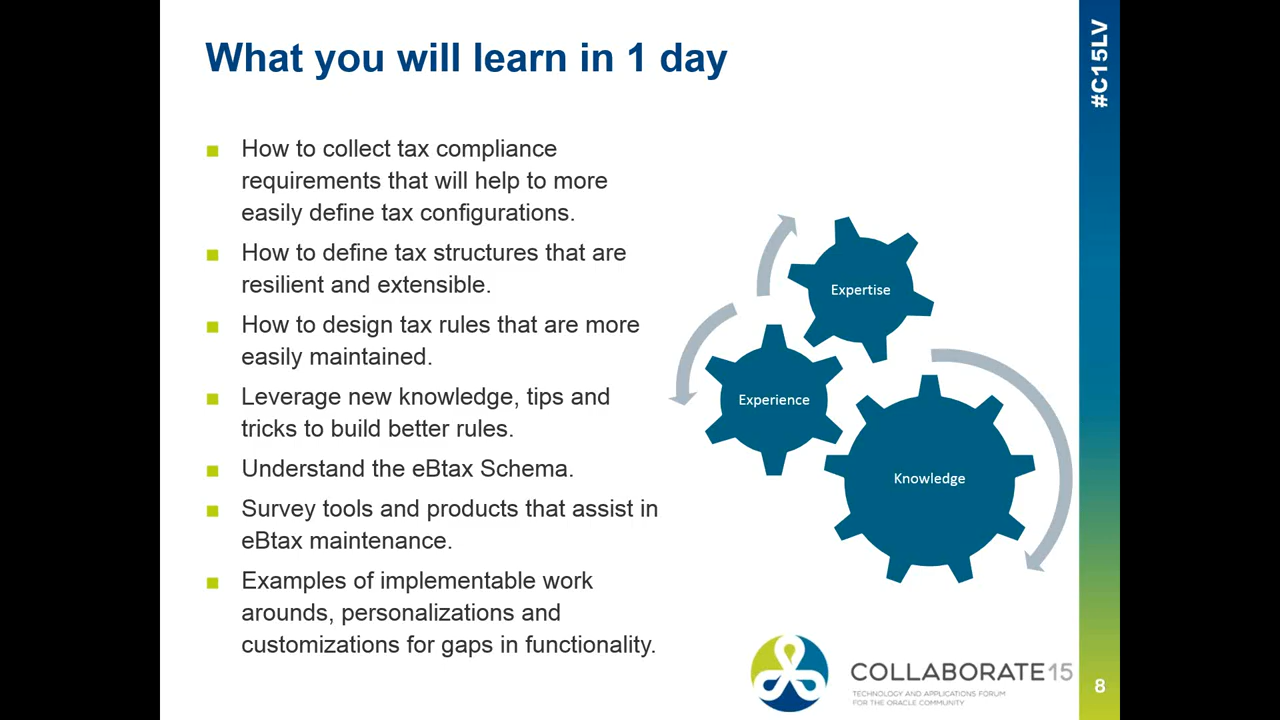 What you will learn in 1 day
#C15LV
How to collect tax compliance
requirements that will help to more
easily define tax configurations.
How to define tax structures that are
resilient and extensible.
How to design tax rules that are more
easily maintained.
Leverage new knowledge, tips and
tricks to build better rules.
Understand the eBtax Schema.
Survey tools and products that assist in
eBtax maintenance.
Examples of implementable work
arounds, personalizations and
customizations for gaps in functionality.
Expertise
Experience
Knowledge
COLLABORATE15
TECHNOLOGY AND APPLICATIONS FORUM
FOR THE ORACLE COMMUNITY
8